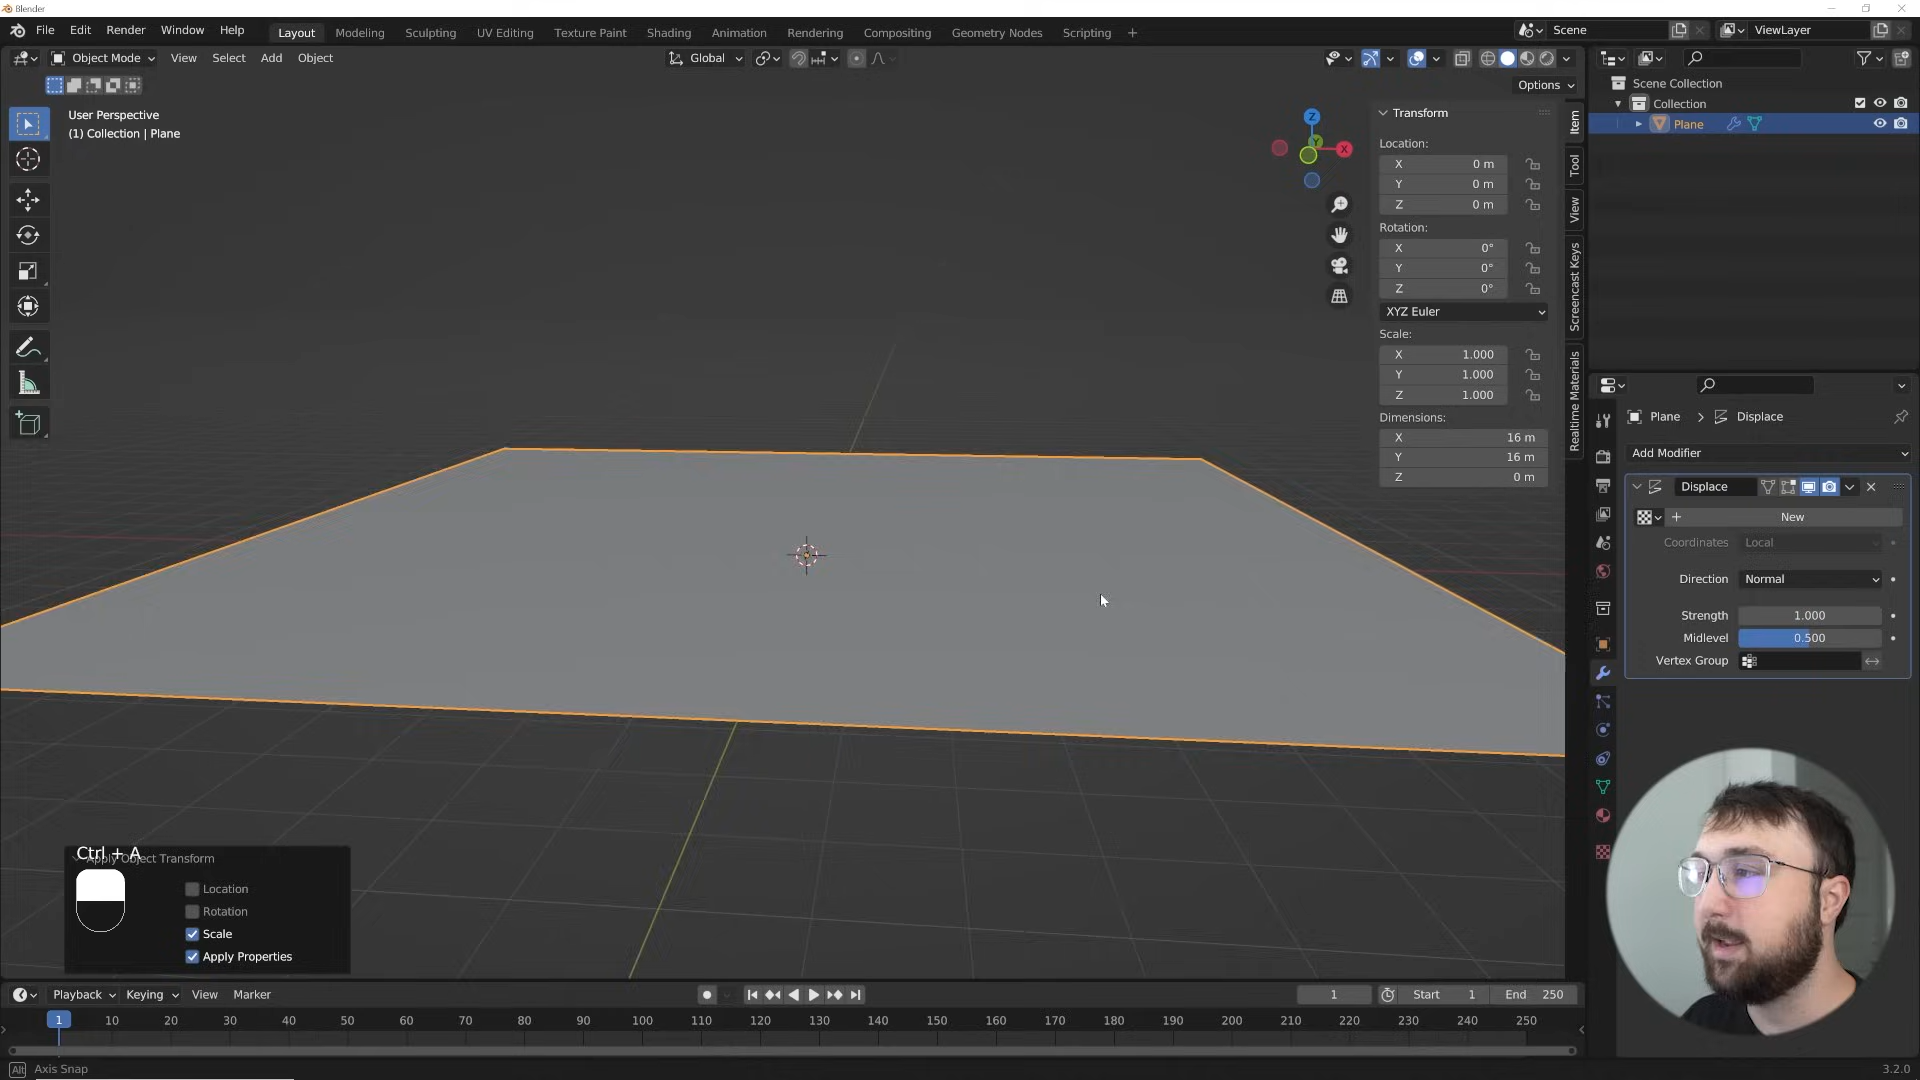 Blender
File Edit Render Window Help
Layout Modeling Sculpting UV Editing Texture Paint Shading Animation Rendering Compositing Geometry Nodes Scripting +
Scene
ViewLayer
Object Mode View Select Add Object
Global
Options
User Perspective
(1) Collection | Plane
Z
X
Transform
Location:
X 0 m
Y 0 m
Z 0 m
Rotation:
X 0°
Y 0°
Z 0°
XYZ Euler
Scale:
X 1.000
Y 1.000
Z 1.000
Dimensions:
X 16 m
Y 16 m
Z 0 m
Item
Tool
View
Screencast Keys
Realtime Materials
Scene Collection
Collection
Plane
Plane > Displace
Add Modifier
Displace
+ New
Coordinates Local
Direction Normal
Strength 1.000
Midlevel 0.500
Vertex Group
Ctrl + A
Apply Object Transform
Location
Rotation
Scale
Apply Properties
Playback Keying View Marker
1 Start 1 End 250
1 10 20 30 40 50 60 70 80 90 100 110 120 130 140 150 160 170 180 190 200 210 220 230 240 250
Alt Axis Snap
3.2.0